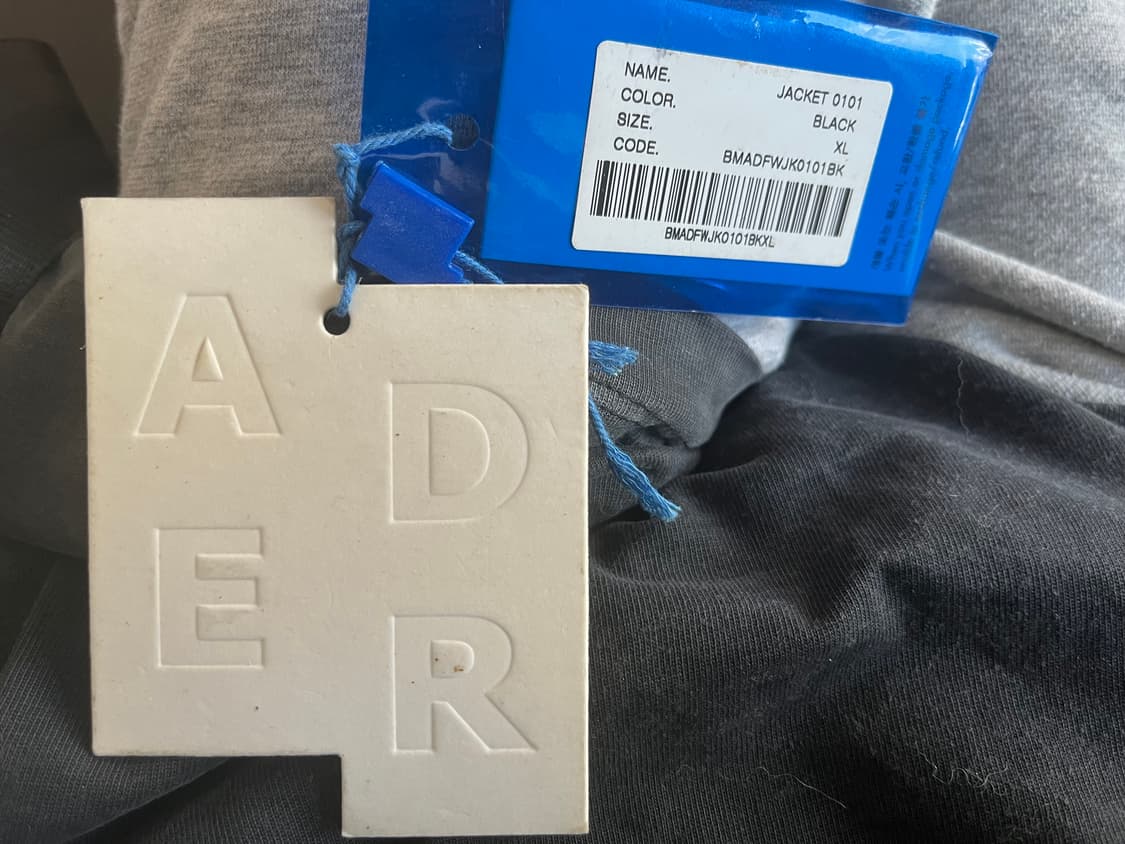 A
D
E
R
NAME. JACKET 0101
COLOR. BLACK
SIZE. XL
CODE. BMADFWJK0101BK
BMADFWJK0101BKXL